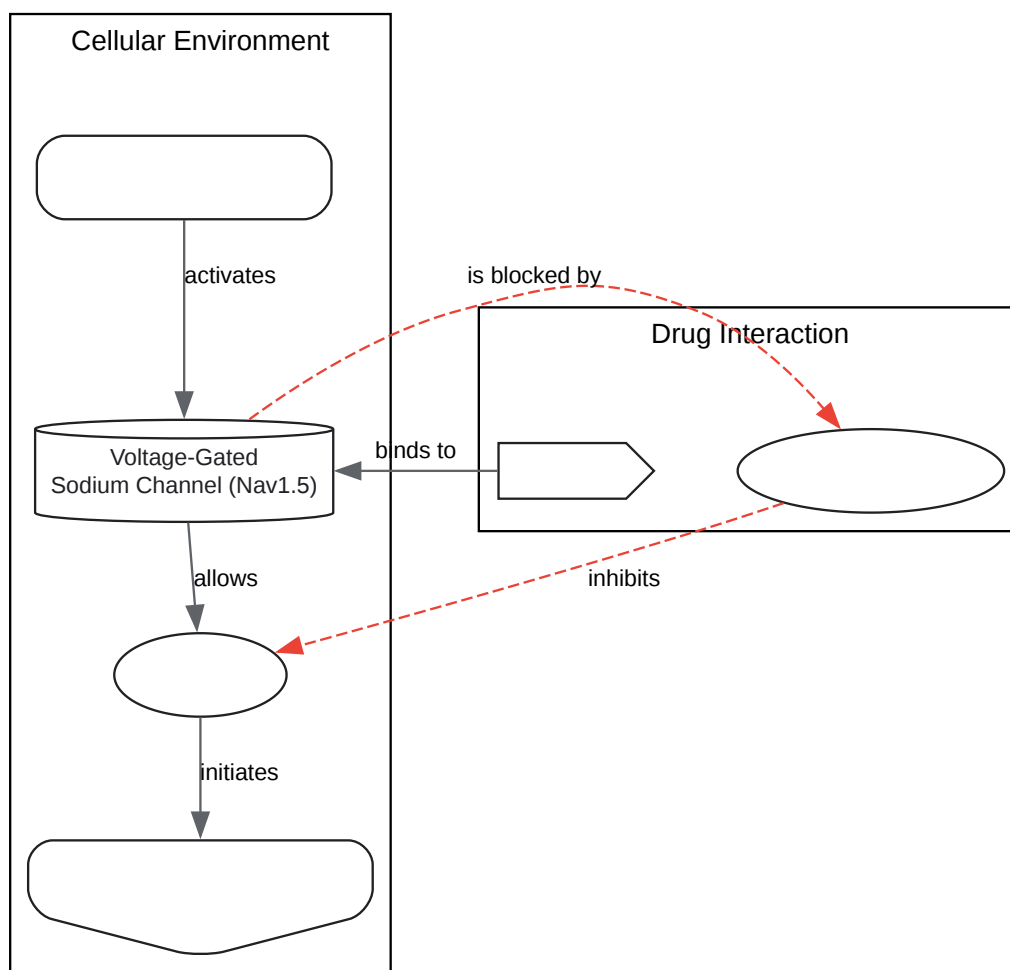 Cellular Environment
activates
is blocked by
Drug Interaction
Voltage-Gated
Sodium Channel (Nav1.5)
binds to
allows
inhibits
initiates